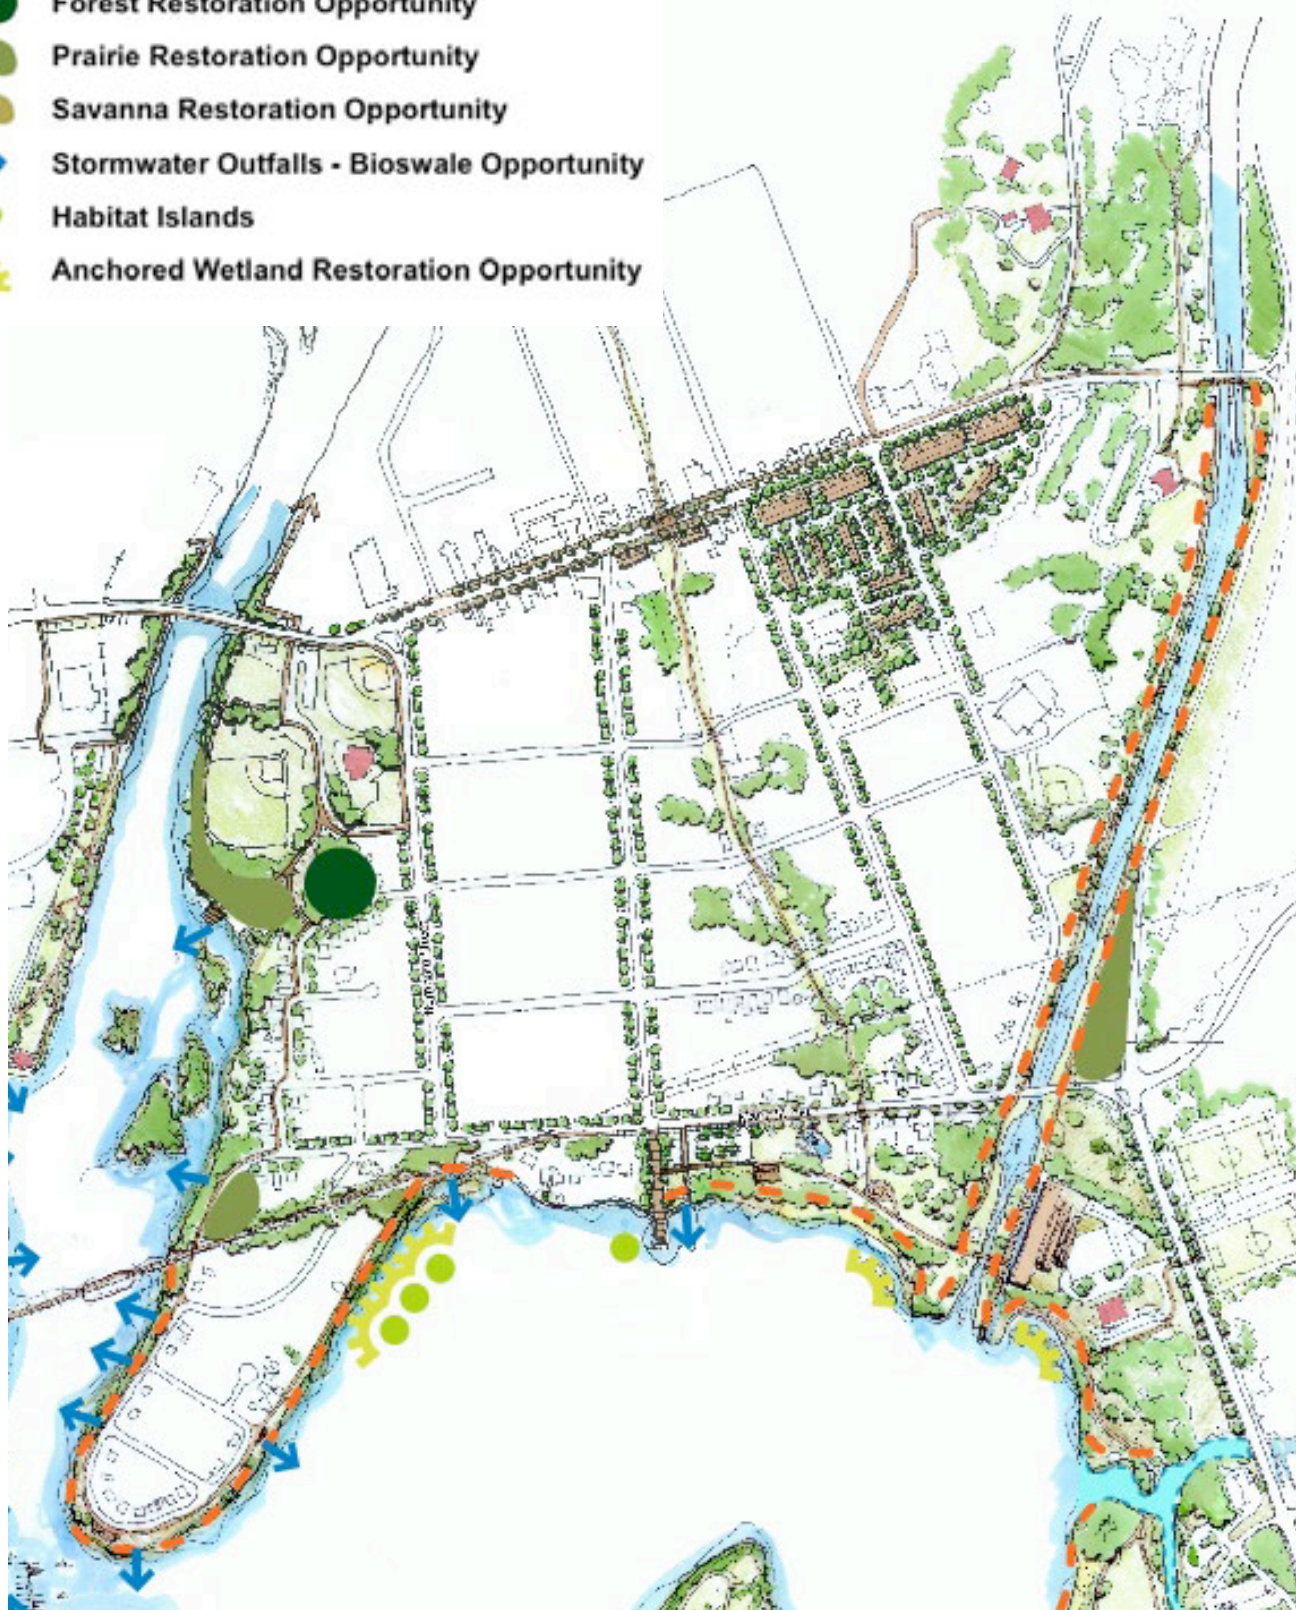 Forest Restoration Opportunity
Prairie Restoration Opportunity
Savanna Restoration Opportunity
Stormwater Outfalls - Bioswale Opportunity
Habitat Islands
Anchored Wetland Restoration Opportunity